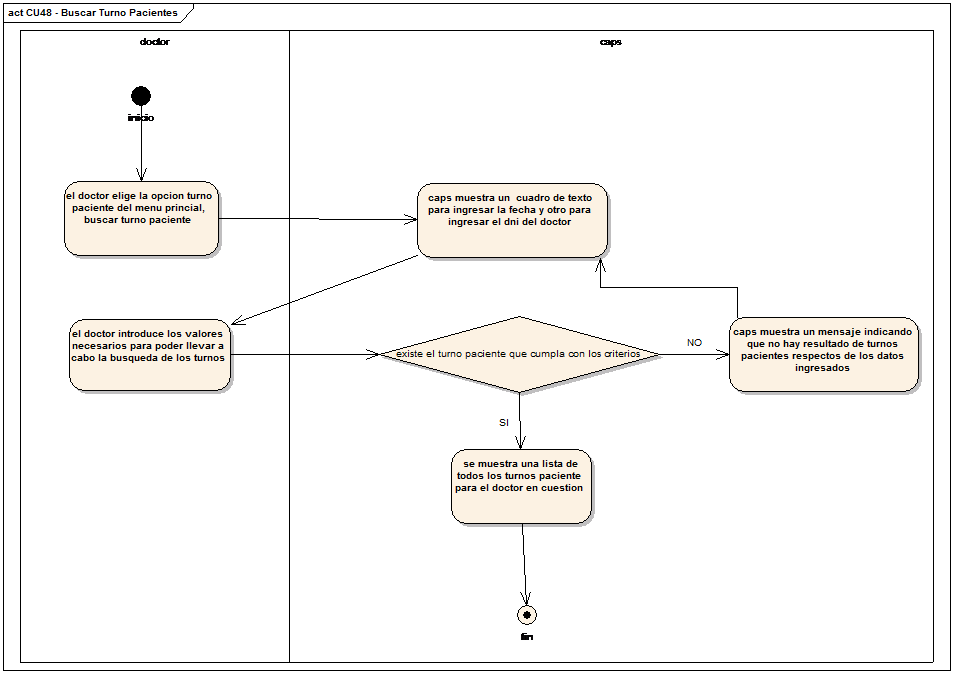 act CU48 - Buscar Turno Pacientes
doctor
caps
inicio
el doctor elige la opcion turno
paciente del menu princial,
buscar turno paciente
caps muestra un cuadro de texto
para ingresar la fecha y otro para
ingresar el dni del doctor
el doctor introduce los valores
necesarios para poder llevar a
cabo la busqueda de los turnos
existe el turno paciente que cumpla con los criterios
NO
caps muestra un mensaje indicando
que no hay resultado de turnos
pacientes respectos de los datos
ingresados
SI
se muestra una lista de
todos los turnos paciente
para el doctor en cuestion
fin